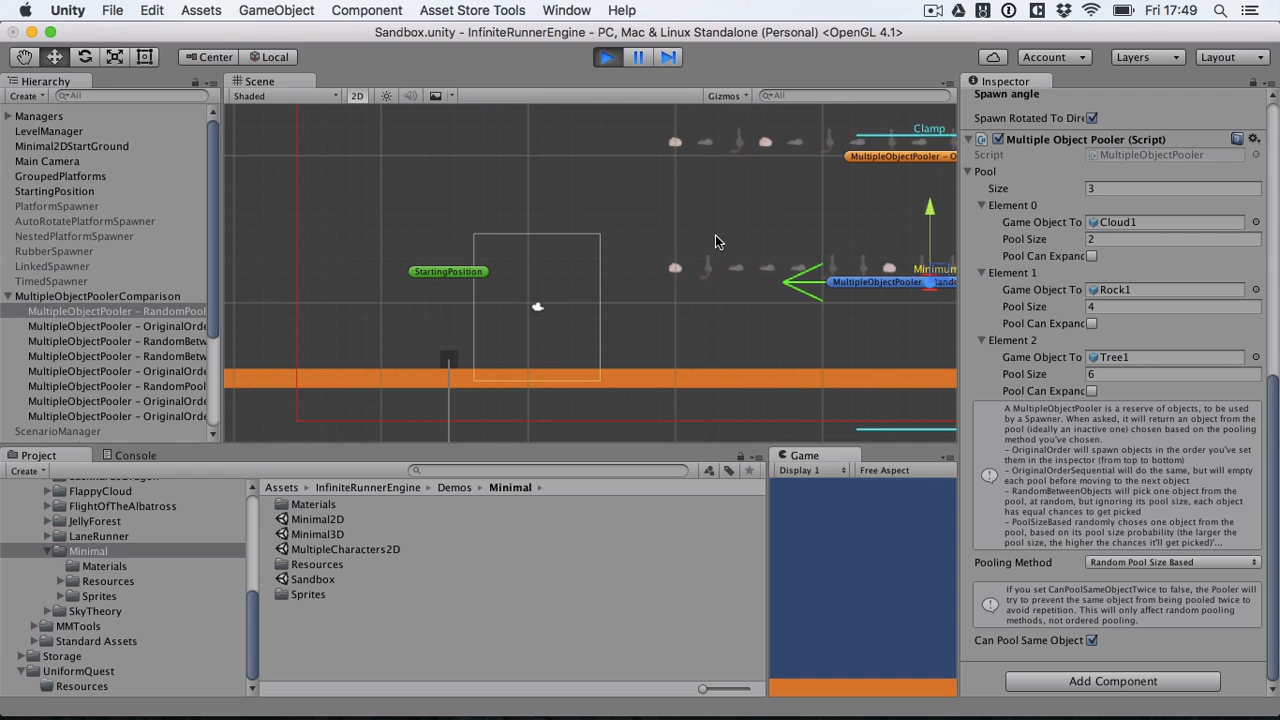 Unity File Edit Assets GameObject Component Asset Store Tools Window Help Fri 17:49
Sandbox.unity - InfiniteRunnerEngine - PC, Mac & Linux Standalone (Personal) <OpenGL 4.1>
Center Local Account Layers Layout
Hierarchy
Create All
Managers
LevelManager
Minimal2DStartGround
Main Camera
GroupedPlatforms
StartingPosition
PlatformSpawner
AutoRotatePlatformSpawner
NestedPlatformSpawner
RubberSpawner
LinkedSpawner
TimedSpawner
MultipleObjectPoolerComparison
MultipleObjectPooler - RandomPool
MultipleObjectPooler - OriginalOrde
MultipleObjectPooler - RandomBetw
MultipleObjectPooler - RandomBetw
MultipleObjectPooler - OriginalOrde
MultipleObjectPooler - RandomPool
MultipleObjectPooler - OriginalOrde
MultipleObjectPooler - OriginalOrde
ScenarioManager
Scene
Shaded 2D Gizmos All
Clamp
MultipleObjectPooler - O
StartingPosition
Minimum
MultipleObjectPooler
Inspector
Spawn angle
Spawn Rotated To Dire
Multiple Object Pooler (Script)
Script MultipleObjectPooler
Pool
Size 3
Element 0
Game Object To Cloud1
Pool Size 2
Pool Can Expand
Element 1
Game Object To Rock1
Pool Size 4
Pool Can Expand
Element 2
Game Object To Tree1
Pool Size 6
Pool Can Expand
A MultipleObjectPooler is a reserve of objects, to be used
by a Spawner. When asked, it will return an object from the
pool (ideally an inactive one) chosen based on the pooling
method you've chosen.
- OriginalOrder will spawn objects in the order you've set
them in the inspector (from top to bottom)
- OriginalOrderSequential will do the same, but will empty
each pool before moving to the next object
- RandomBetweenObjects will pick one object from the
pool, at random, but ignoring its pool size, each object
has equal chances to get picked
- PoolSizeBased randomly choses one object from the
pool, based on its pool size probability (the larger the
pool size, the higher the chances it'll get picked)'...
Pooling Method Random Pool Size Based
If you set CanPoolSameObjectTwice to false, the Pooler will
try to prevent the same object from being pooled twice to
avoid repetition. This will only affect random pooling
methods, not ordered pooling.
Can Pool Same Object
Add Component
Project Console
Create
FlappyCloud
FlightOfTheAlbatross
JellyForest
LaneRunner
Minimal
Materials
Resources
Sprites
SkyTheory
MMTools
Standard Assets
Storage
UniformQuest
Resources
Assets InfiniteRunnerEngine Demos Minimal
Materials
Minimal2D
Minimal3D
MultipleCharacters2D
Resources
Sandbox
Sprites
Game
Display 1 Free Aspect